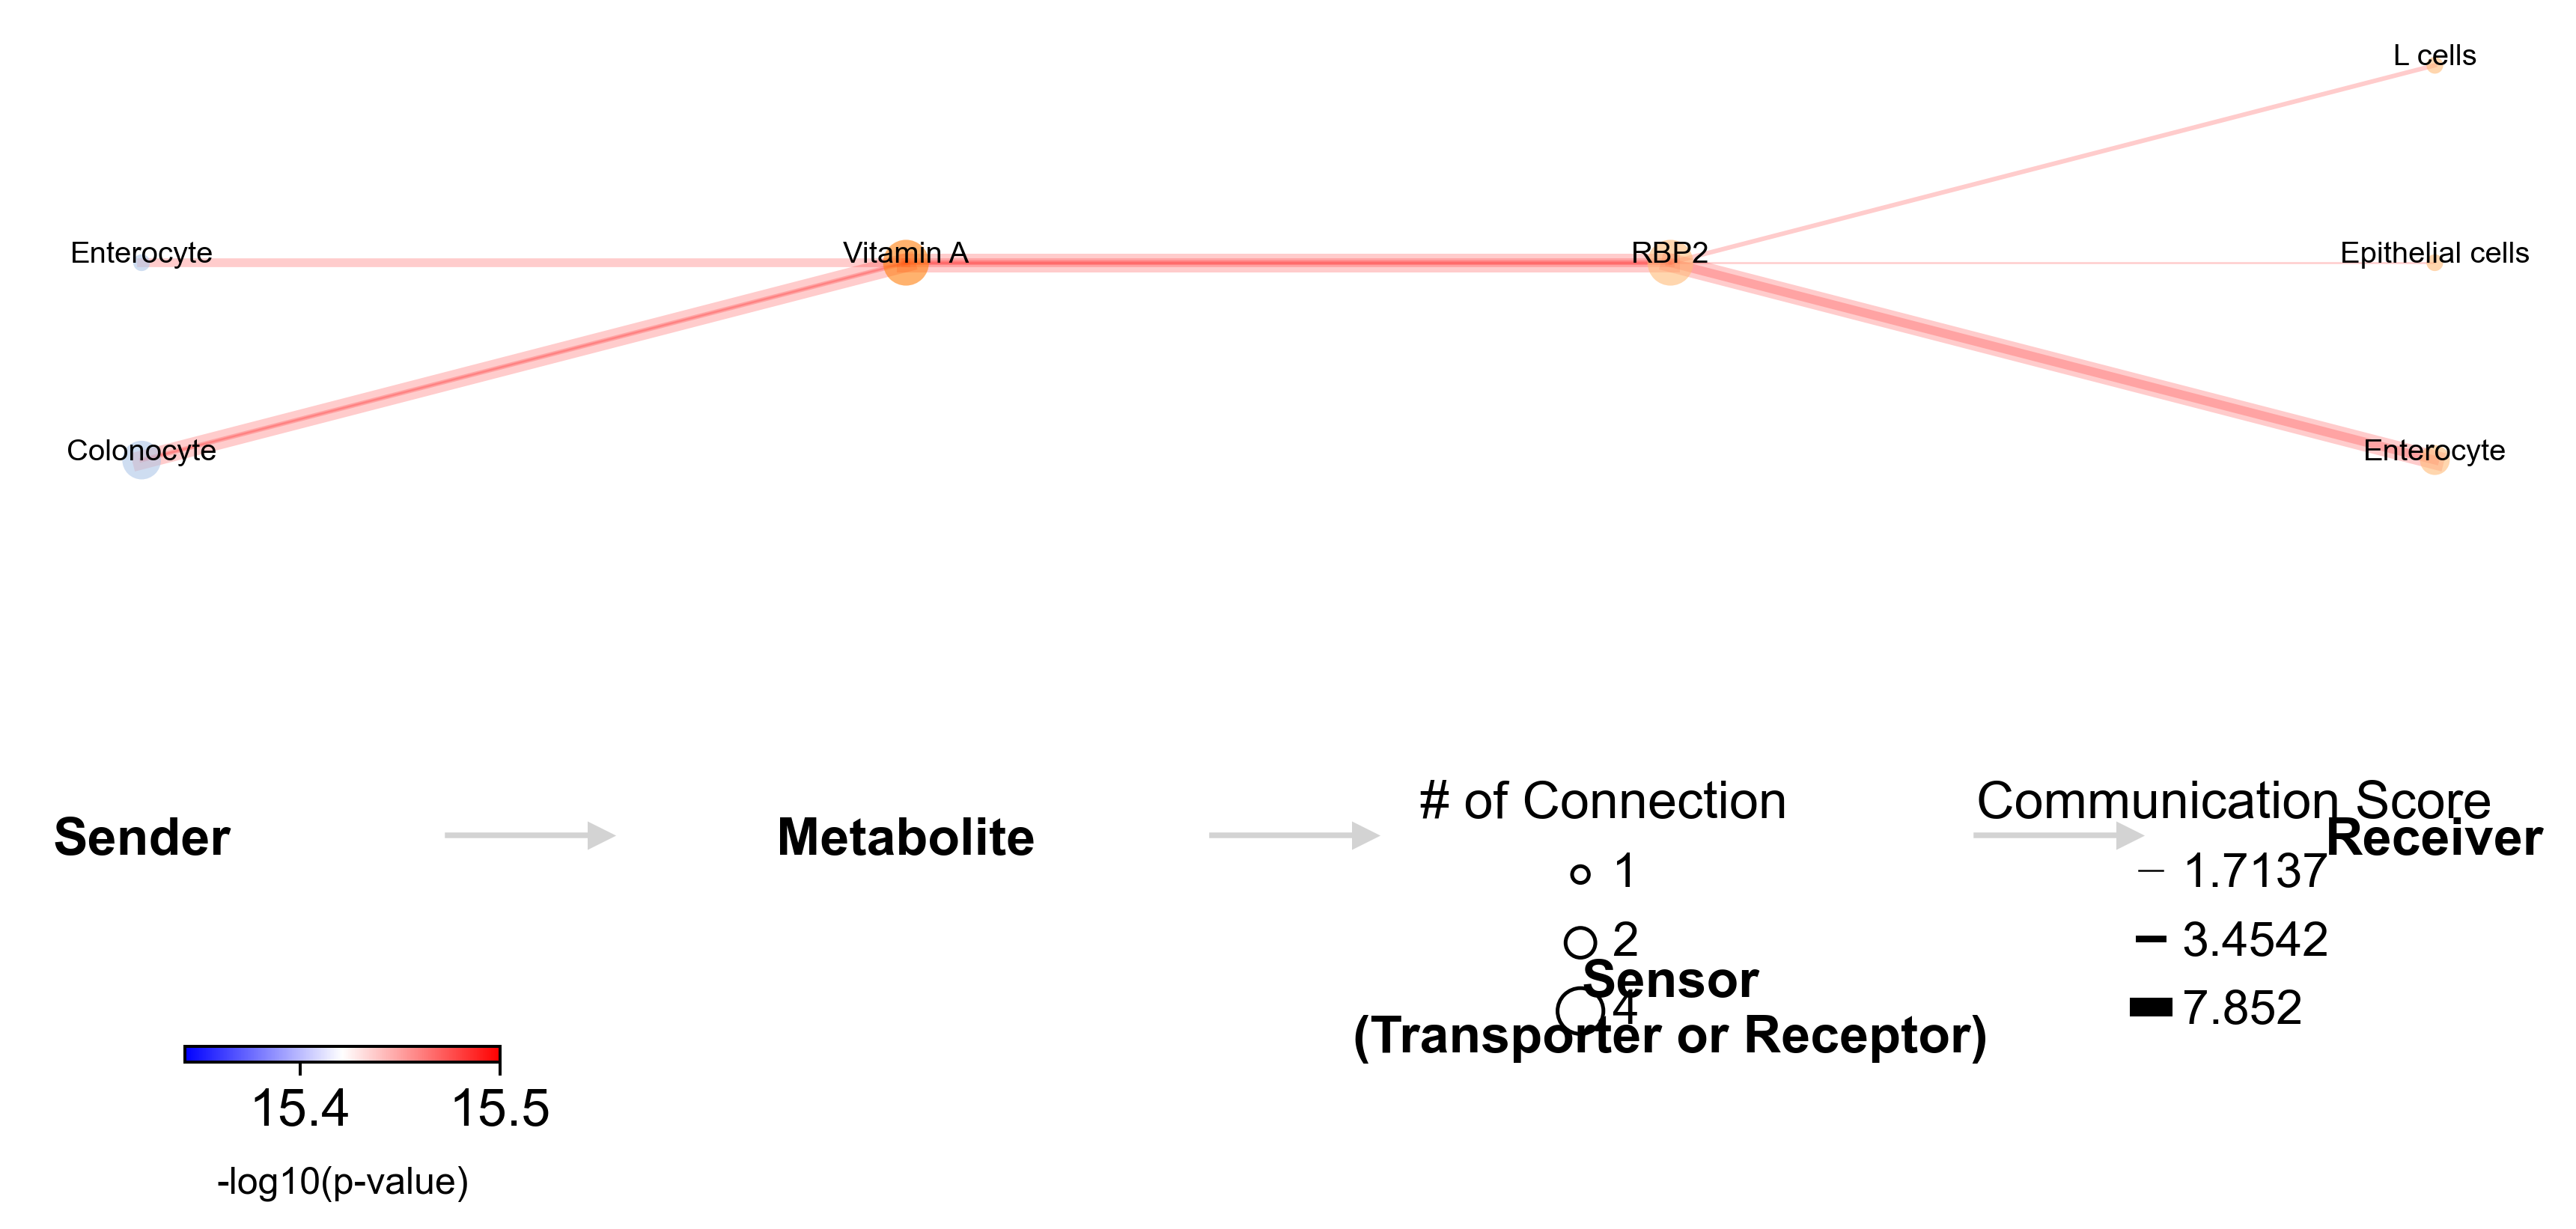 L cells
Enterocyte
Vitamin A
RBP2
Epithelial cells
Colonocyte
Enterocyte
Sender
Metabolite
# of Connection
1
2
4
Sensor
(Transporter or Receptor)
Communication Score
Receiver
1.7137
3.4542
7.852
15.4
15.5
-log10(p-value)